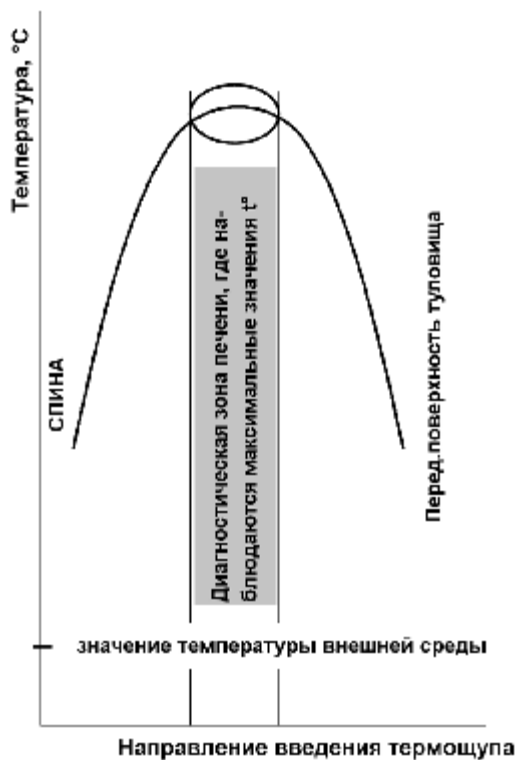 Температура, °С
СПИНА
Диагностическая зона печени, где на-
блюдаются максимальные значения t°
Перед.поверхность туловища
значение температуры внешней среды
Направление введения термощупа